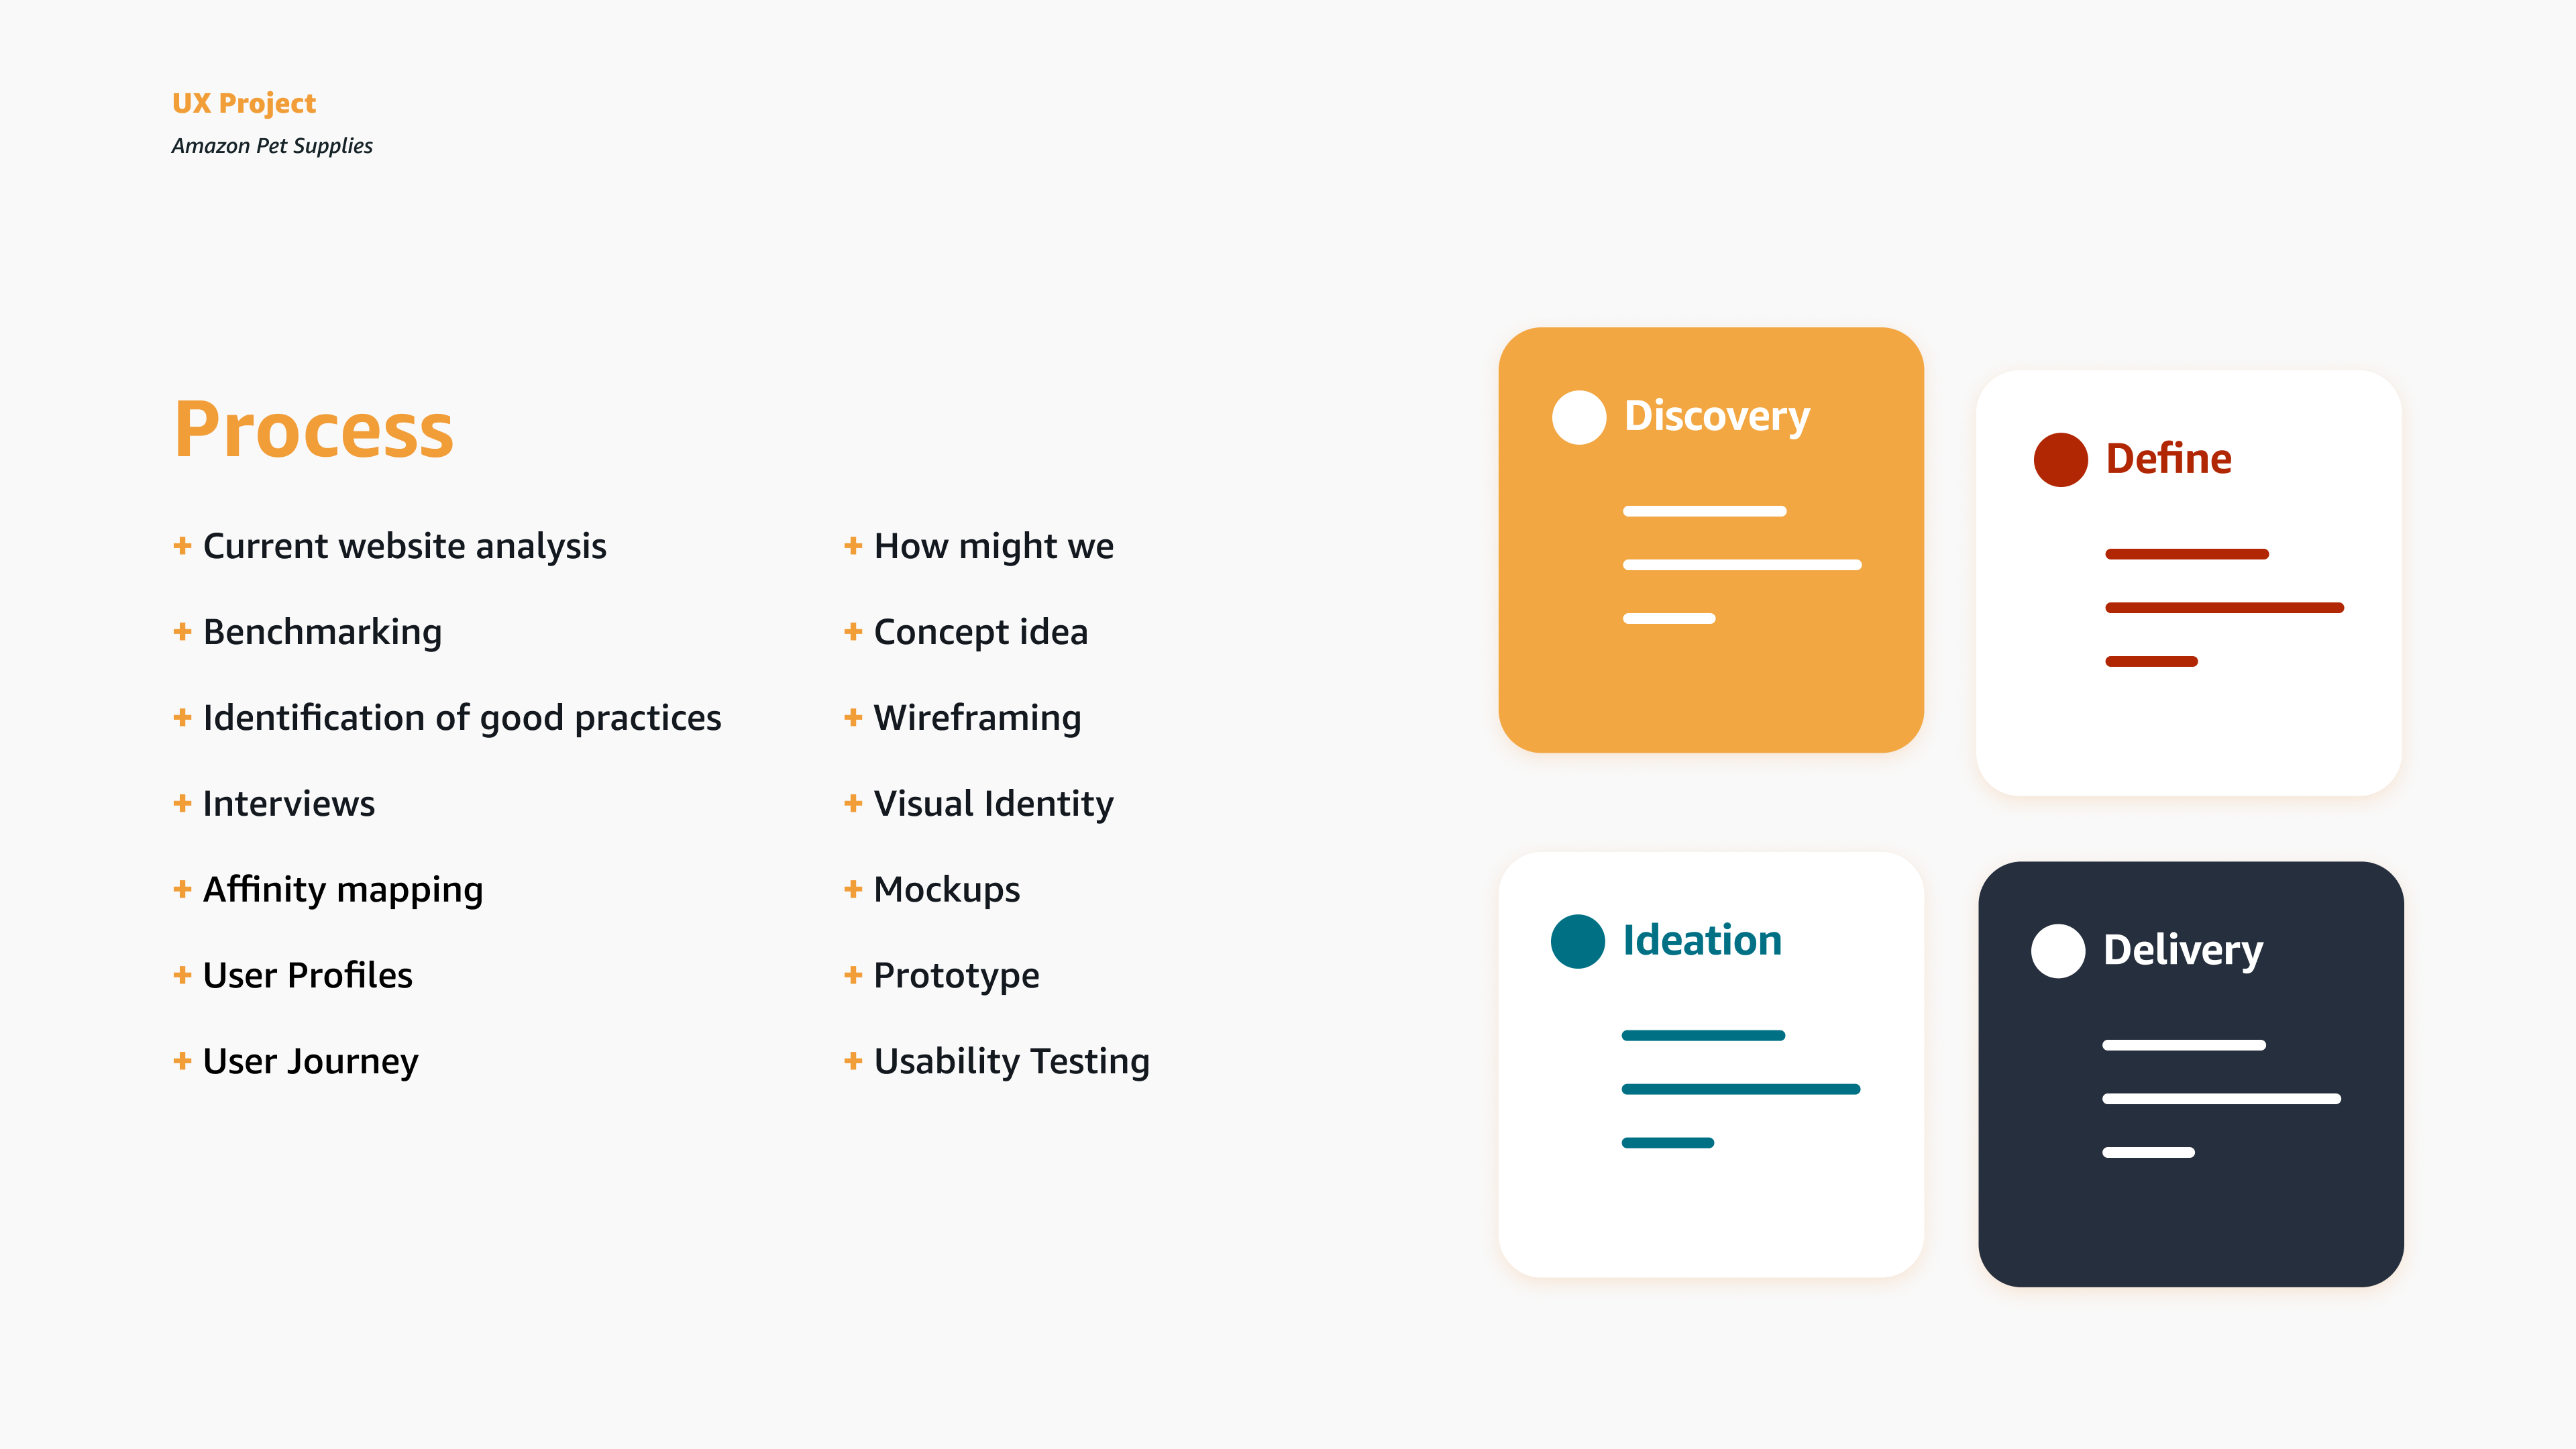 UX Project
Amazon Pet Supplies
Process
+ Current website analysis
+ Benchmarking
+ Identification of good practices
+ Interviews
+ Affinity mapping
+ User Profiles
+ User Journey
+ How might we
+ Concept idea
+ Wireframing
+ Visual Identity
+ Mockups
+ Prototype
+ Usability Testing
Discovery
Define
Ideation
Delivery